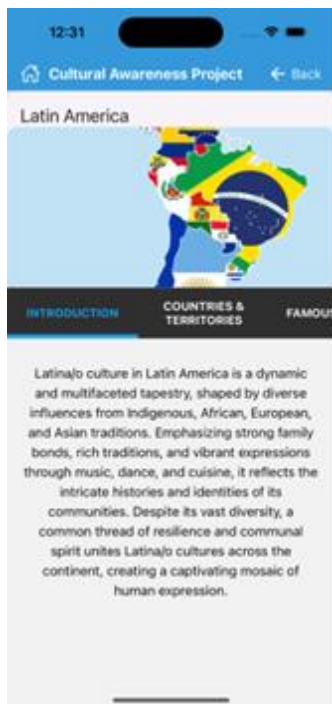 12:31
Cultural Awareness Project
← Back
Latin America
INTRODUCTION
COUNTRIES &
TERRITORIES
FAMOUS
Latina/o culture in Latin America is a dynamic
and multifaceted tapestry, shaped by diverse
influences from Indigenous, African, European,
and Asian traditions. Emphasizing strong family
bonds, rich traditions, and vibrant expressions
through music, dance, and cuisine, it reflects the
intricate histories and identities of its
communities. Despite its vast diversity, a
common thread of resilience and communal
spirit unites Latina/o cultures across the
continent, creating a captivating mosaic of
human expression.